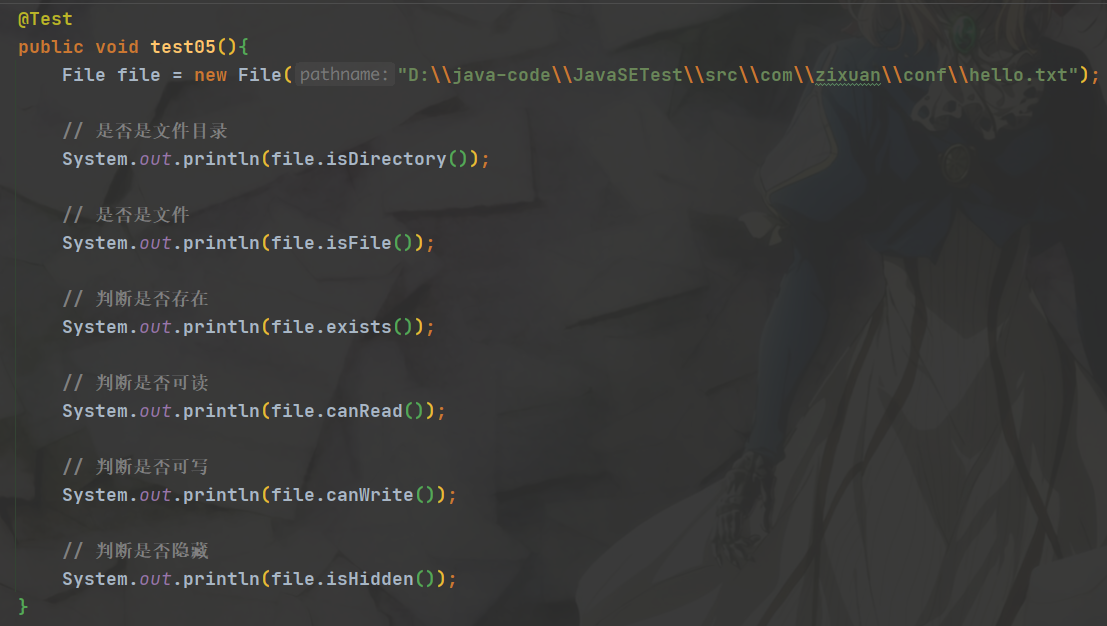 @Test
public void test05(){
File file = new File( pathname: "D:\\java-code\\JavaSETest\\src\\com\\zixuan\\conf\\hello.txt");
// 是否是文件目录
System.out.println(file.isDirectory());
// 是否是文件
System.out.println(file.isFile());
// 判断是否存在
System.out.println(file.exists());
// 判断是否可读
System.out.println(file.canRead());
// 判断是否可写
System.out.println(file.canWrite());
// 判断是否隐藏
System.out.println(file.isHidden());
}